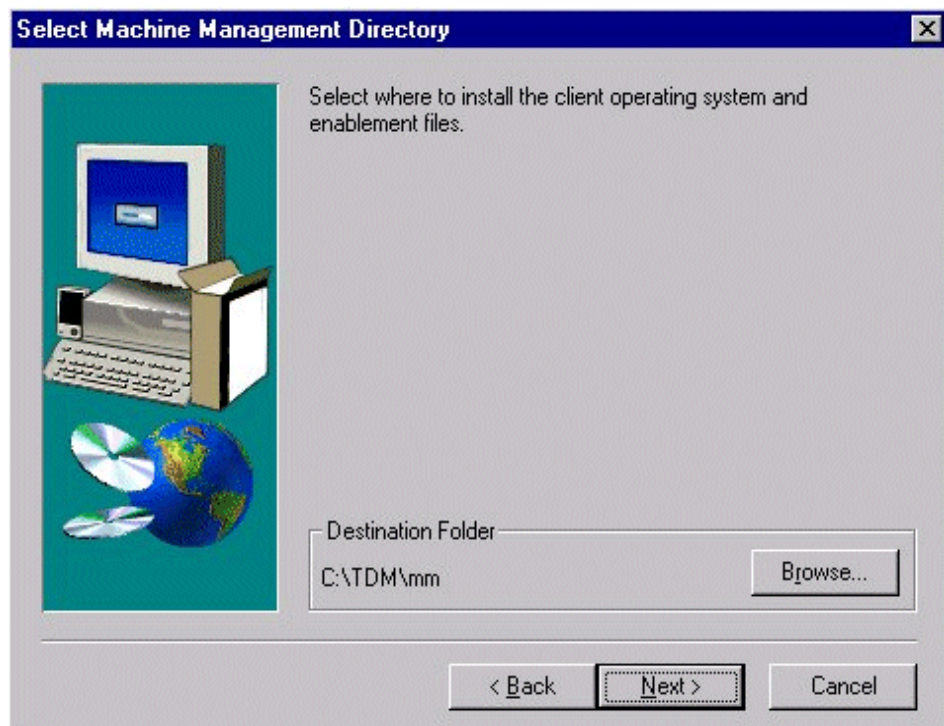 Select Machine Management Directory
Select where to install the client operating system and
enablement files.
Destination Folder
C:\TDM\mm
Browse...
< Back
Next >
Cancel